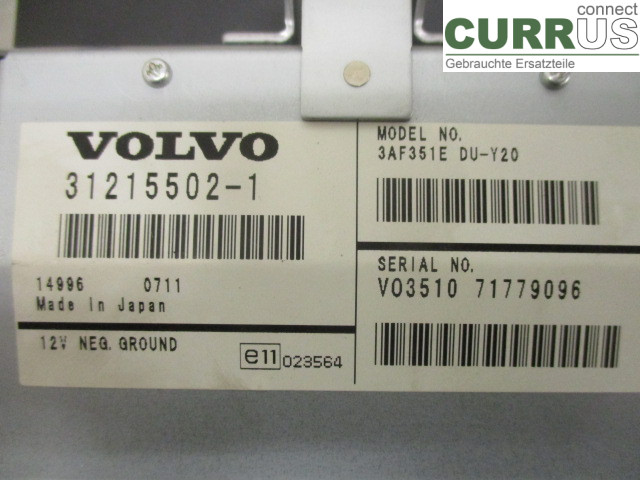 connect
CURRUS
Gebrauchte Ersatzteile
VOLVO
31215502-1
14996 0711
Made in Japan
12V NEG. GROUND
e11 023564
MODEL NO.
3AF351E DU-Y20
SERIAL NO.
VO3510 71779096